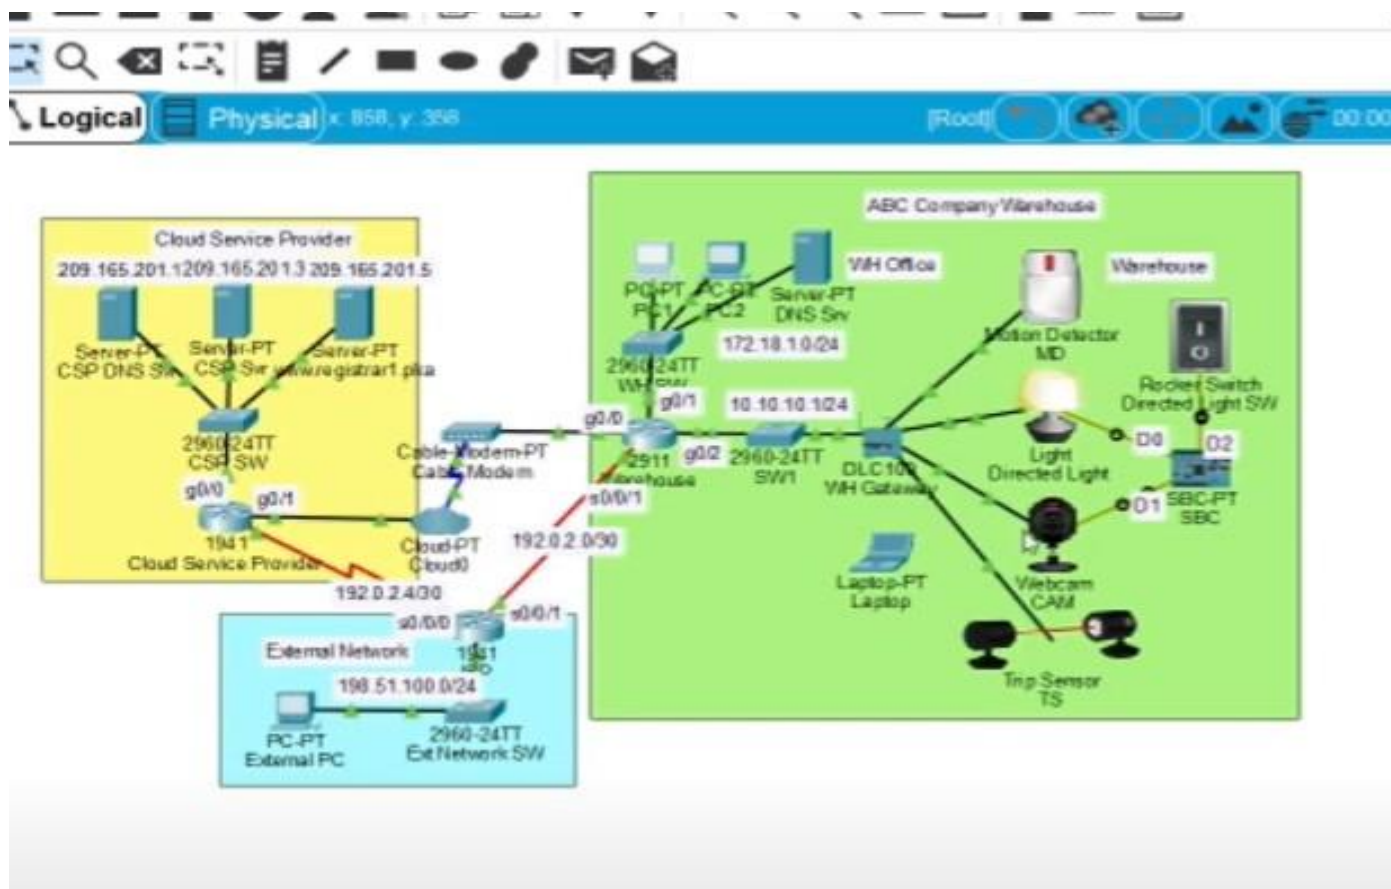 Logical
Physical x: 858, y: 358
[Root]
Cloud Service Provider
209.165.201.1
209.165.201.3
209.165.201.5
Server-PT
CSP DNS
Server-PT
CSP
Server-PT
www.registrar1.pka
2960-24TT
CSP SW
g0/0
g0/1
1941
Cloud Service Provider
Cable-Modem-PT
Cable Modem
Cloud-PT
Cloud0
192.0.2.4/30
192.0.2.0/30
External Network
s0/0/0
s0/0/1
1941
198.51.100.0/24
PC-PT
External PC
2960-24TT
Ext Network SW
ABC Company Warehouse
WH Office
Warehouse
PC-PT
PC1
PC-PT
PC2
Server-PT
DNS Srv
172.18.1.0/24
2960-24TT
WH SW
g0/0
g0/1
10.10.10.1/24
2911
Warehouse
g0/2
s0/0/1
2960-24TT
SW1
DLC100
WH Gateway
Motion Detector
MD
Rocker Switch
Directed Light SW
Light
Directed Light
D0
D2
D1
SBC-PT
SBC
Webcam
CAM
Laptop-PT
Laptop
Trip Sensor
TS